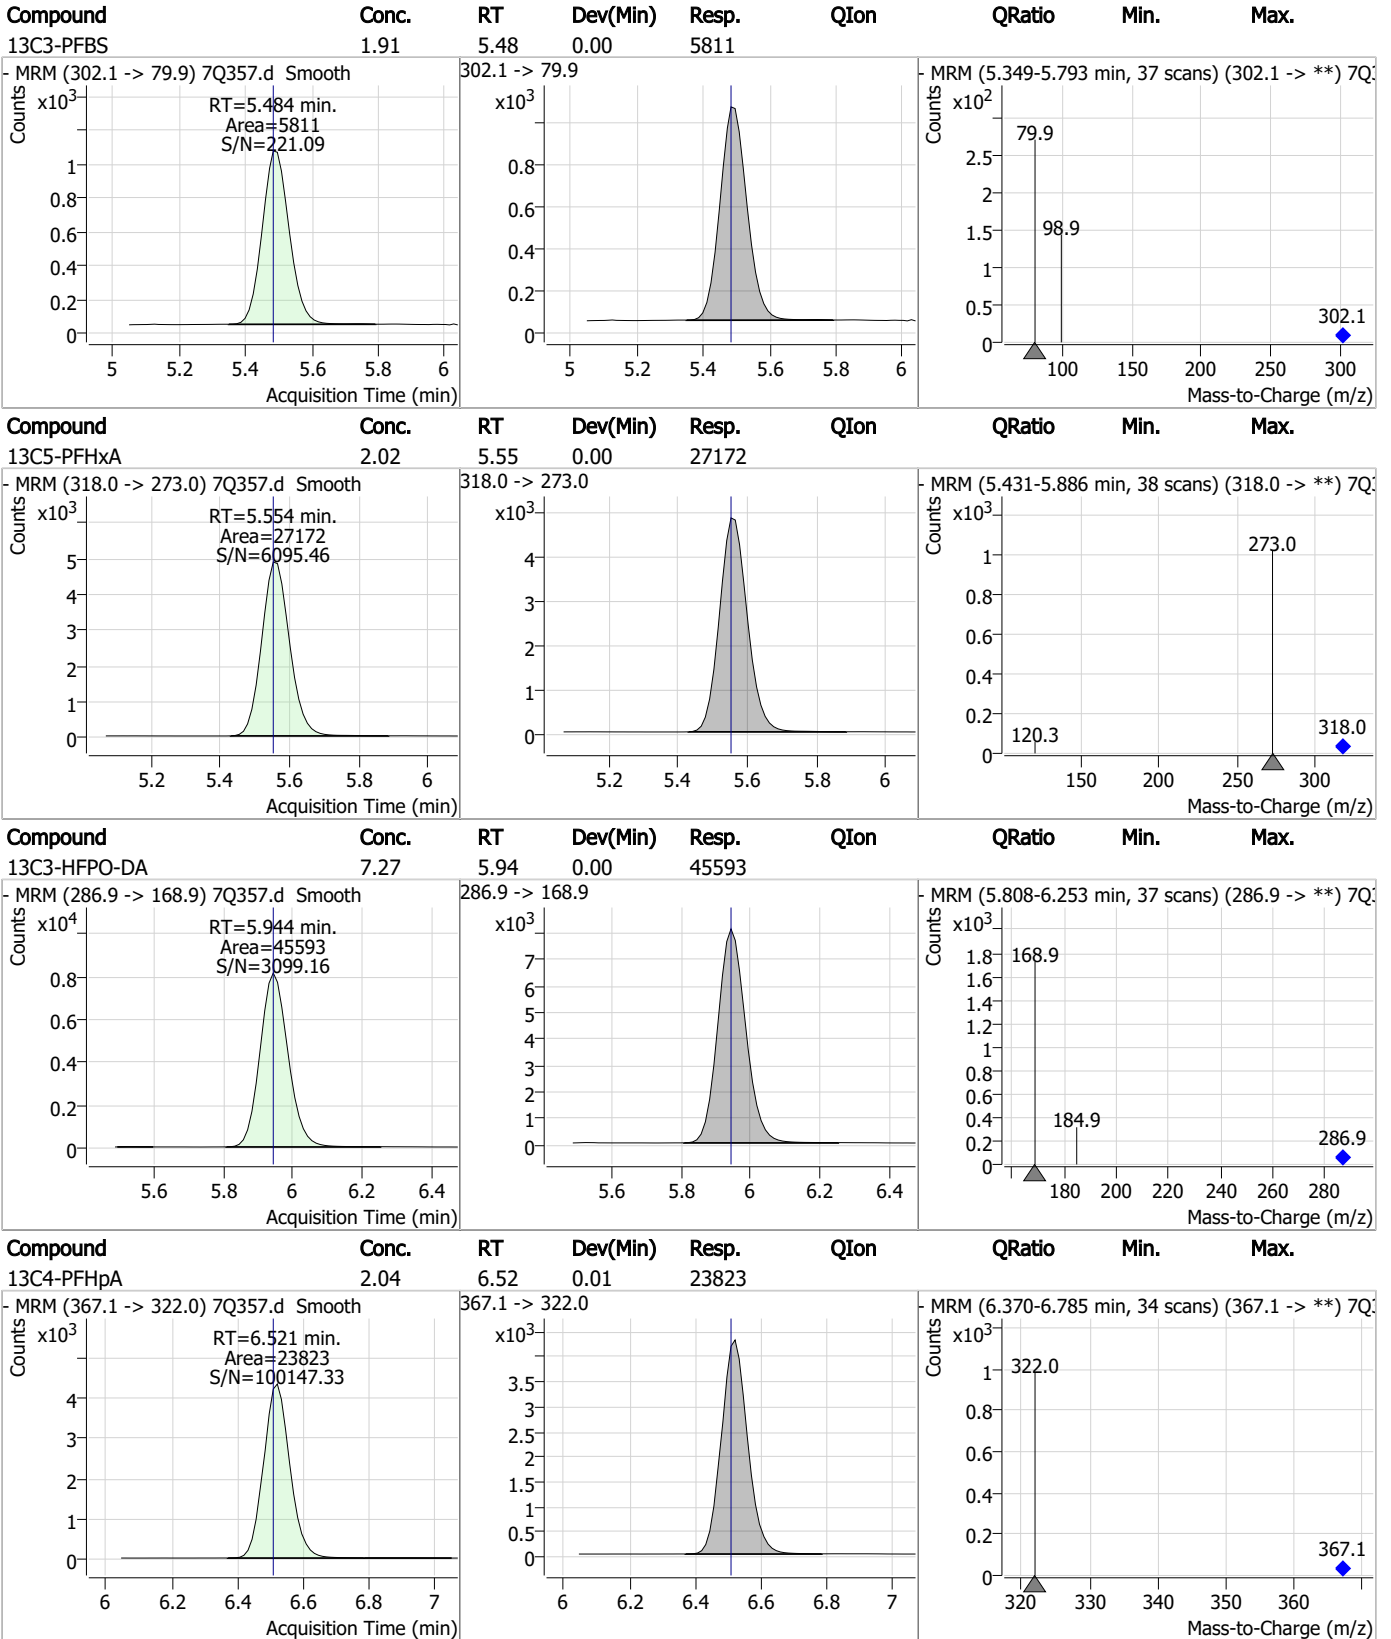 Compound Conc. RT Dev(Min) Resp. QIon QRatio Min. Max.
13C3-PFBS 1.91 5.48 0.00 5811
- MRM (302.1 -> 79.9) 7Q357.d Smooth
Counts
x10³
RT=5.484 min.
Area=5811
S/N=221.09
1
0.8
0.6
0.4
0.2
0
5 5.2 5.4 5.6 5.8 6
Acquisition Time (min)
302.1 -> 79.9
x10³
0.8
0.6
0.4
0.2
0
5 5.2 5.4 5.6 5.8 6
- MRM (5.349-5.793 min, 37 scans) (302.1 -> **) 7Q
Counts
x10²
79.9
2.5
2
1.5
98.9
1
0.5
302.1
0
100 150 200 250 300
Mass-to-Charge (m/z)
Compound Conc. RT Dev(Min) Resp. QIon QRatio Min. Max.
13C5-PFHxA 2.02 5.55 0.00 27172
- MRM (318.0 -> 273.0) 7Q357.d Smooth
Counts
x10³
RT=5.554 min.
Area=27172
S/N=6095.46
5
4
3
2
1
0
5.2 5.4 5.6 5.8 6
Acquisition Time (min)
318.0 -> 273.0
x10³
4
3
2
1
0
5.2 5.4 5.6 5.8 6
- MRM (5.431-5.886 min, 38 scans) (318.0 -> **) 7Q
Counts
x10³
273.0
1
0.8
0.6
0.4
0.2
120.3
318.0
0
150 200 250 300
Mass-to-Charge (m/z)
Compound Conc. RT Dev(Min) Resp. QIon QRatio Min. Max.
13C3-HFPO-DA 7.27 5.94 0.00 45593
- MRM (286.9 -> 168.9) 7Q357.d Smooth
Counts
x10⁴
RT=5.944 min.
Area=45593
S/N=3099.16
0.8
0.6
0.4
0.2
0
5.6 5.8 6 6.2 6.4
Acquisition Time (min)
286.9 -> 168.9
x10³
7
6
5
4
3
2
1
0
5.6 5.8 6 6.2 6.4
- MRM (5.808-6.253 min, 37 scans) (286.9 -> **) 7Q
Counts
x10³
1.8
168.9
1.6
1.4
1.2
1
0.8
0.6
0.4
184.9
0.2
286.9
0
180 200 220 240 260 280
Mass-to-Charge (m/z)
Compound Conc. RT Dev(Min) Resp. QIon QRatio Min. Max.
13C4-PFHpA 2.04 6.52 0.01 23823
- MRM (367.1 -> 322.0) 7Q357.d Smooth
Counts
x10³
RT=6.521 min.
Area=23823
S/N=100147.33
4
3
2
1
0
6 6.2 6.4 6.6 6.8 7
Acquisition Time (min)
367.1 -> 322.0
x10³
3.5
3
2.5
2
1.5
1
0.5
0
6 6.2 6.4 6.6 6.8 7
- MRM (6.370-6.785 min, 34 scans) (367.1 -> **) 7Q
Counts
x10³
322.0
1
0.8
0.6
0.4
0.2
367.1
0
320 330 340 350 360
Mass-to-Charge (m/z)